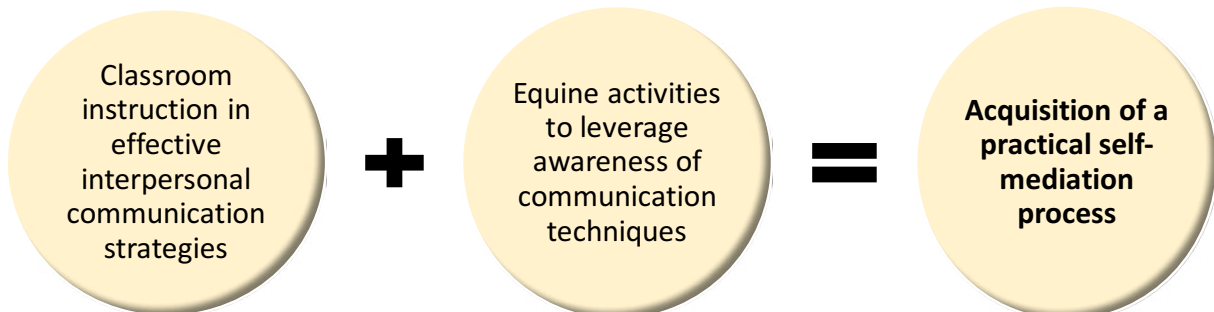 Classroom
instruction in
effective
interpersonal
communication
strategies
+
Equine activities
to leverage
awareness of
communication
techniques
=
Acquisition of a
practical self-
mediation
process